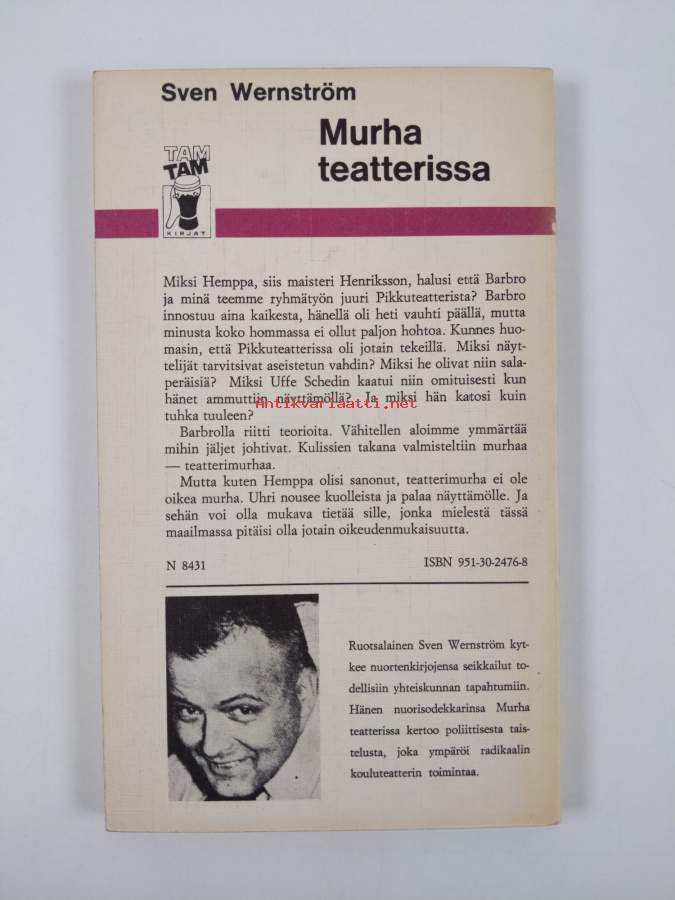 Sven Wernström
Murha
teatterissa
TAM
TAM
KIRJAT
Miksi Hemppa, siis maisteri Henriksson, halusi että Barbro
ja minä teemme ryhmätyön juuri Pikkuteatterista? Barbro
innostuu aina kaikesta, hänellä oli heti vauhti päällä, mutta
minusta koko hommassa ei ollut paljon hohtoa. Kunnes huo-
masin, että Pikkuteatterissa oli jotain tekeillä. Miksi näyt-
telijät tarvitsivat aseistetun vahdin? Miksi he olivat niin sala-
peräisiä? Miksi Uffe Schedin kaatui niin omituisesti kun
hänet ammuttiin näyttämöllä? Ja miksi hän katosi kuin
Antikvariaatti.net
tuhka tuuleen?
Barbrolla riitti teorioita. Vähitellen aloimme ymmärtää
mihin jäljet johtivat. Kulissien takana valmisteltiin murhaa
— teatterimurhaa.
Mutta kuten Hemppa olisi sanonut, teatterimurha ei ole
oikea murha. Uhri nousee kuolleista ja palaa näyttämölle. Ja
sehän voi olla mukava tietää sille, jonka mielestä tässä
maailmassa pitäisi olla jotain oikeudenmukaisuutta.
N 8431 ISBN 951-30-2476-8
Ruotsalainen Sven Wernström kyt-
kee nuortenkirjojensa seikkailut to-
dellisiin yhteiskunnan tapahtumiin.
Hänen nuorisodekkarinsa Murha
teatterissa kertoo poliittisesta tais-
telusta, joka ympäröi radikaalin
kouluteatterin toimintaa.